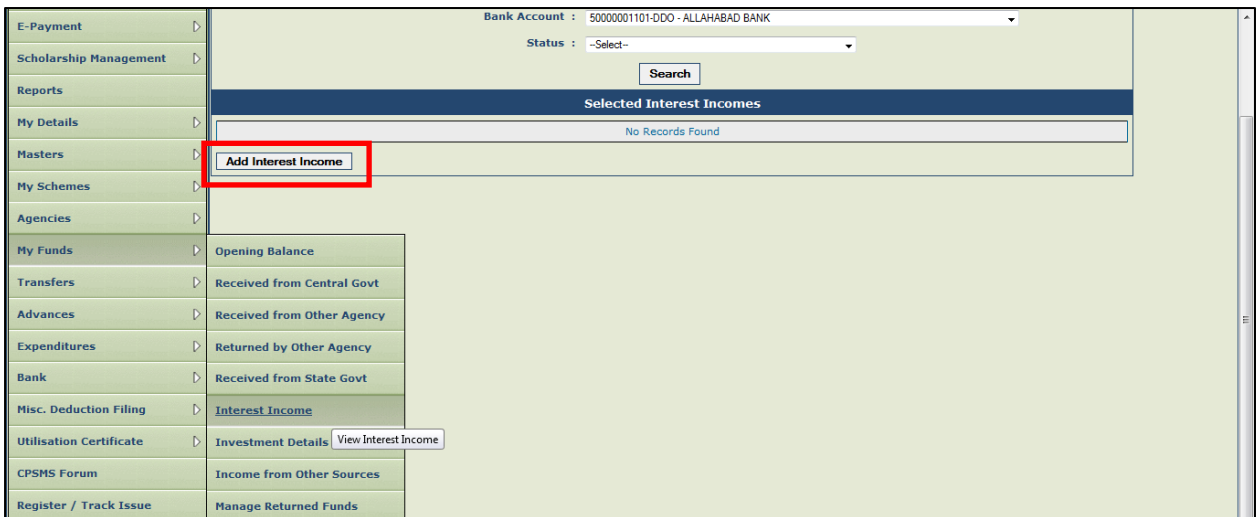 Bank Account : 50000001101-DDO - ALLAHABAD BANK
Status : --Select--
Search
Selected Interest Incomes
No Records Found
Add Interest Income
E-Payment
Scholarship Management
Reports
My Details
Masters
My Schemes
Agencies
My Funds
Transfers
Advances
Expenditures
Bank
Misc. Deduction Filing
Utilisation Certificate
CPSMS Forum
Register / Track Issue
Opening Balance
Received from Central Govt
Received from Other Agency
Returned by Other Agency
Received from State Govt
Interest Income
Investment Details
View Interest Income
Income from Other Sources
Manage Returned Funds